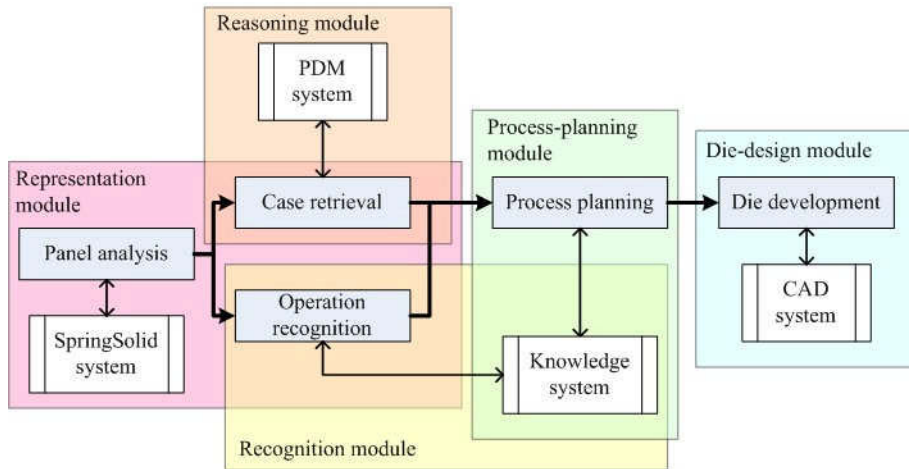 Reasoning module
PDM
system
Process-planning
module
Die-design module
Representation
module
Case retrieval
Process planning
Die development
Panel analysis
Operation
recognition
CAD
system
SpringSolid
system
Knowledge
system
Recognition module